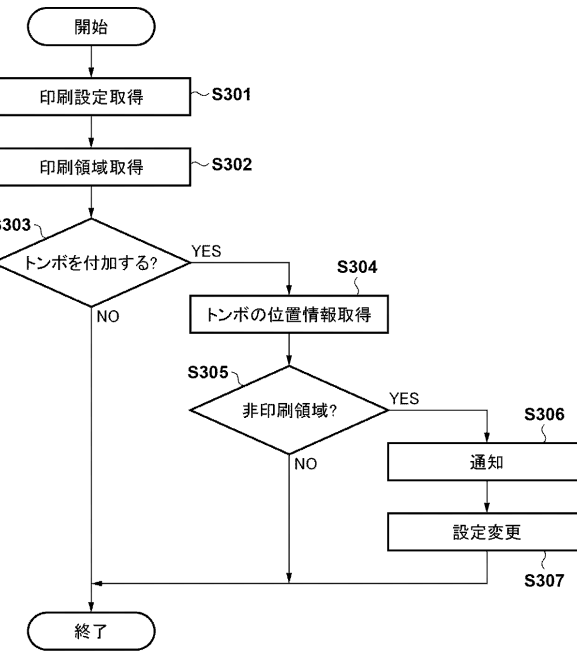 開始
印刷設定取得
S301
印刷領域取得
S302
S303
トンボを付加する?
YES
NO
S304
トンボの位置情報取得
S305
非印刷領域?
YES
NO
S306
通知
設定変更
S307
終了